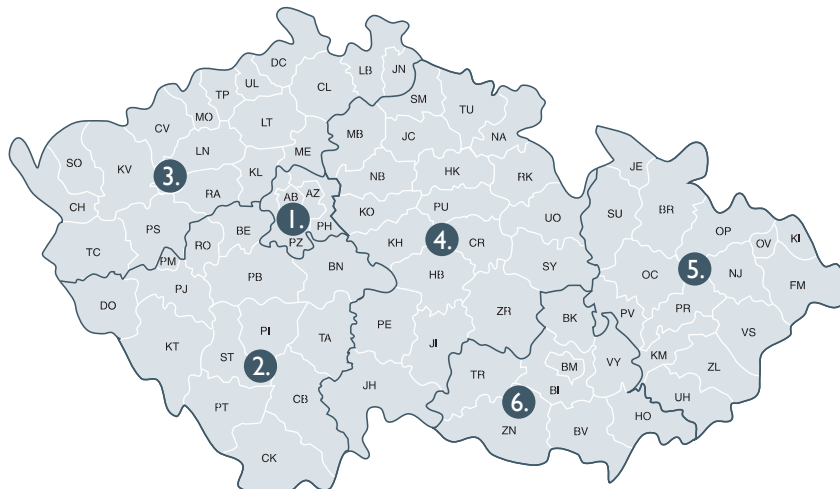 DC LB JN
UL CL
TP SM TU
CV MO LT
MB JC NA
SO KV LN ME
KL NB HK RK
3.
CH RA AB AZ JE
PS 1. PH KO PU UO SU BR
TC RO BE PZ KH 4. CR OP OV KI
PM BN SY OC 5. NJ FM
PJ PB HB
DO ZR BK PV PR VS
KT PI TA PE JI
ST 2. TR BM VY KM ZL
JH BI
PT CB 6. HO UH
ZN BV
CK